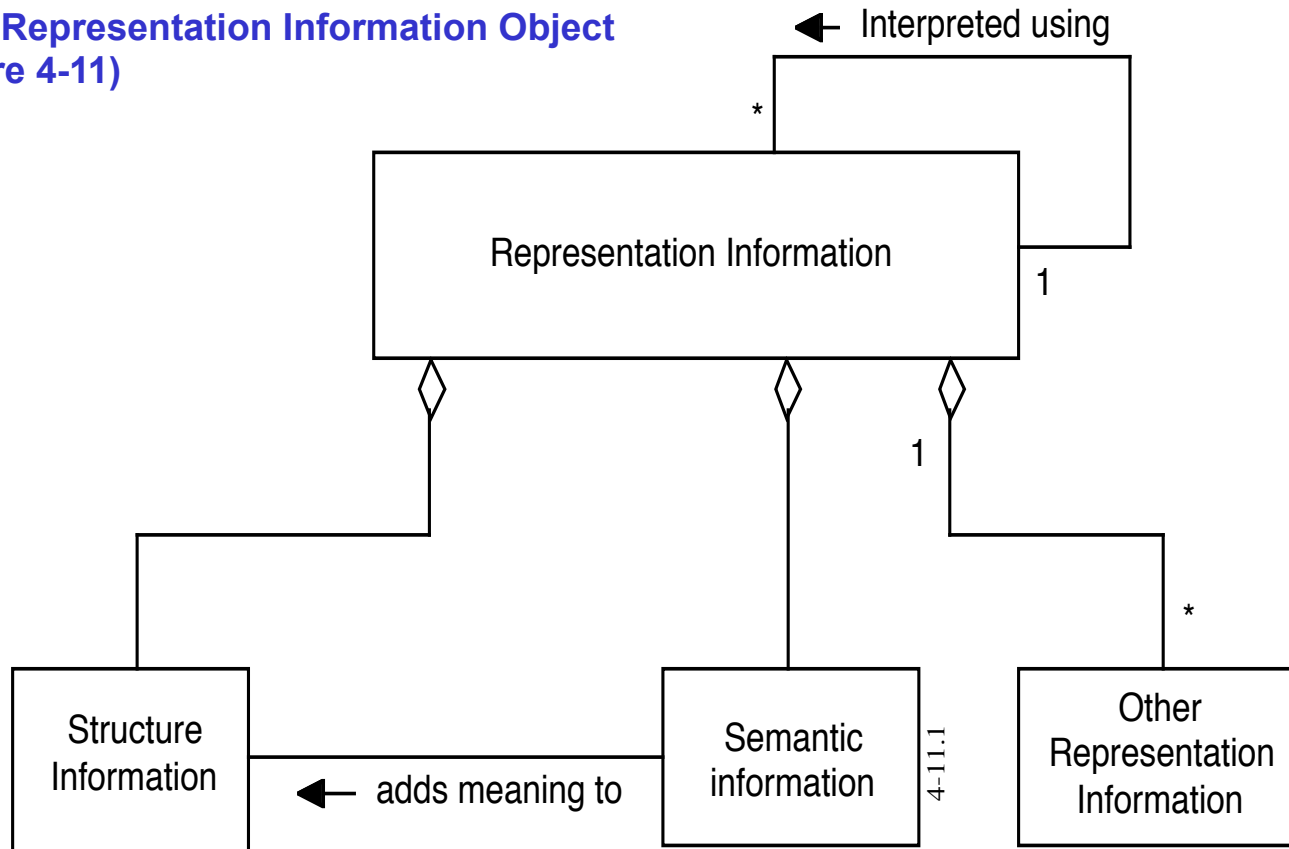 Representation Information Object
re 4-11)
Interpreted using
*
Representation Information
1
1
*
Structure
Information
adds meaning to
Semantic
information
4-11.1
Other
Representation
Information